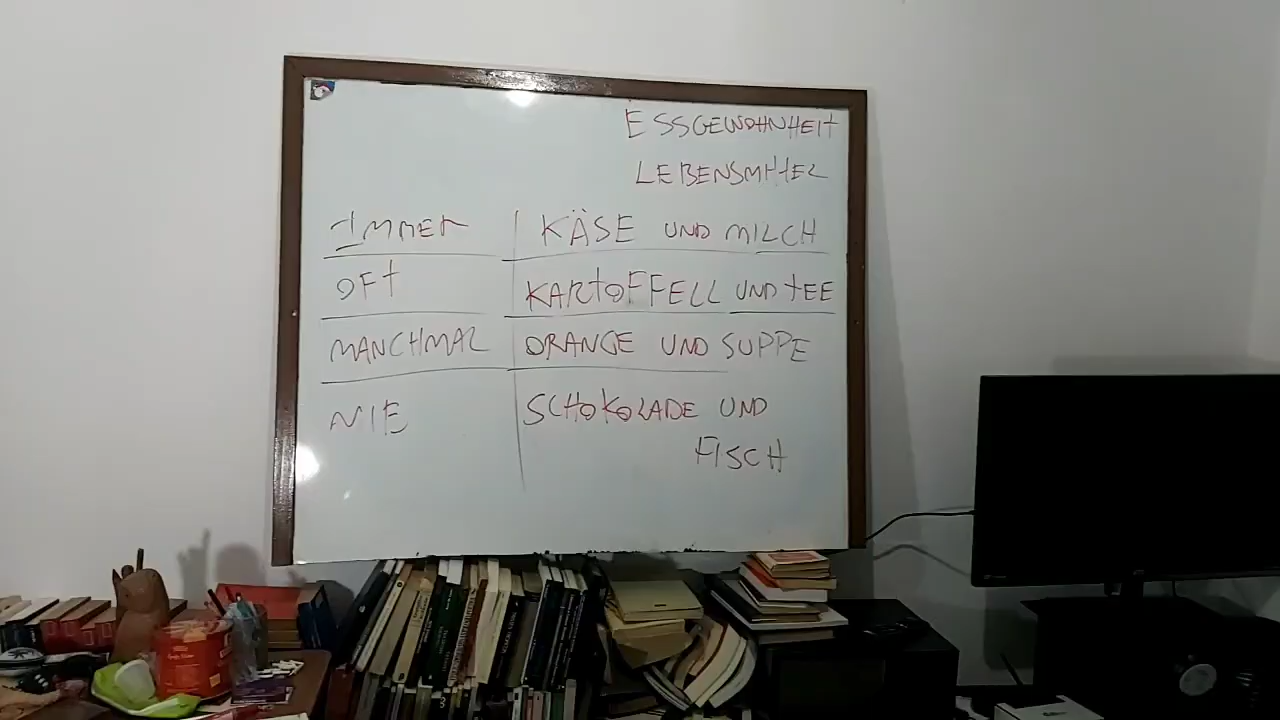 ESSGEWOHNHEIT
LEBENSMITTEL
IMMER KÄSE UND MILCH
OFT KARTOFFELL UND TEE
MANCHMAL ORANGE UND SUPPE
NIE SCHOKOLADE UND
FISCH